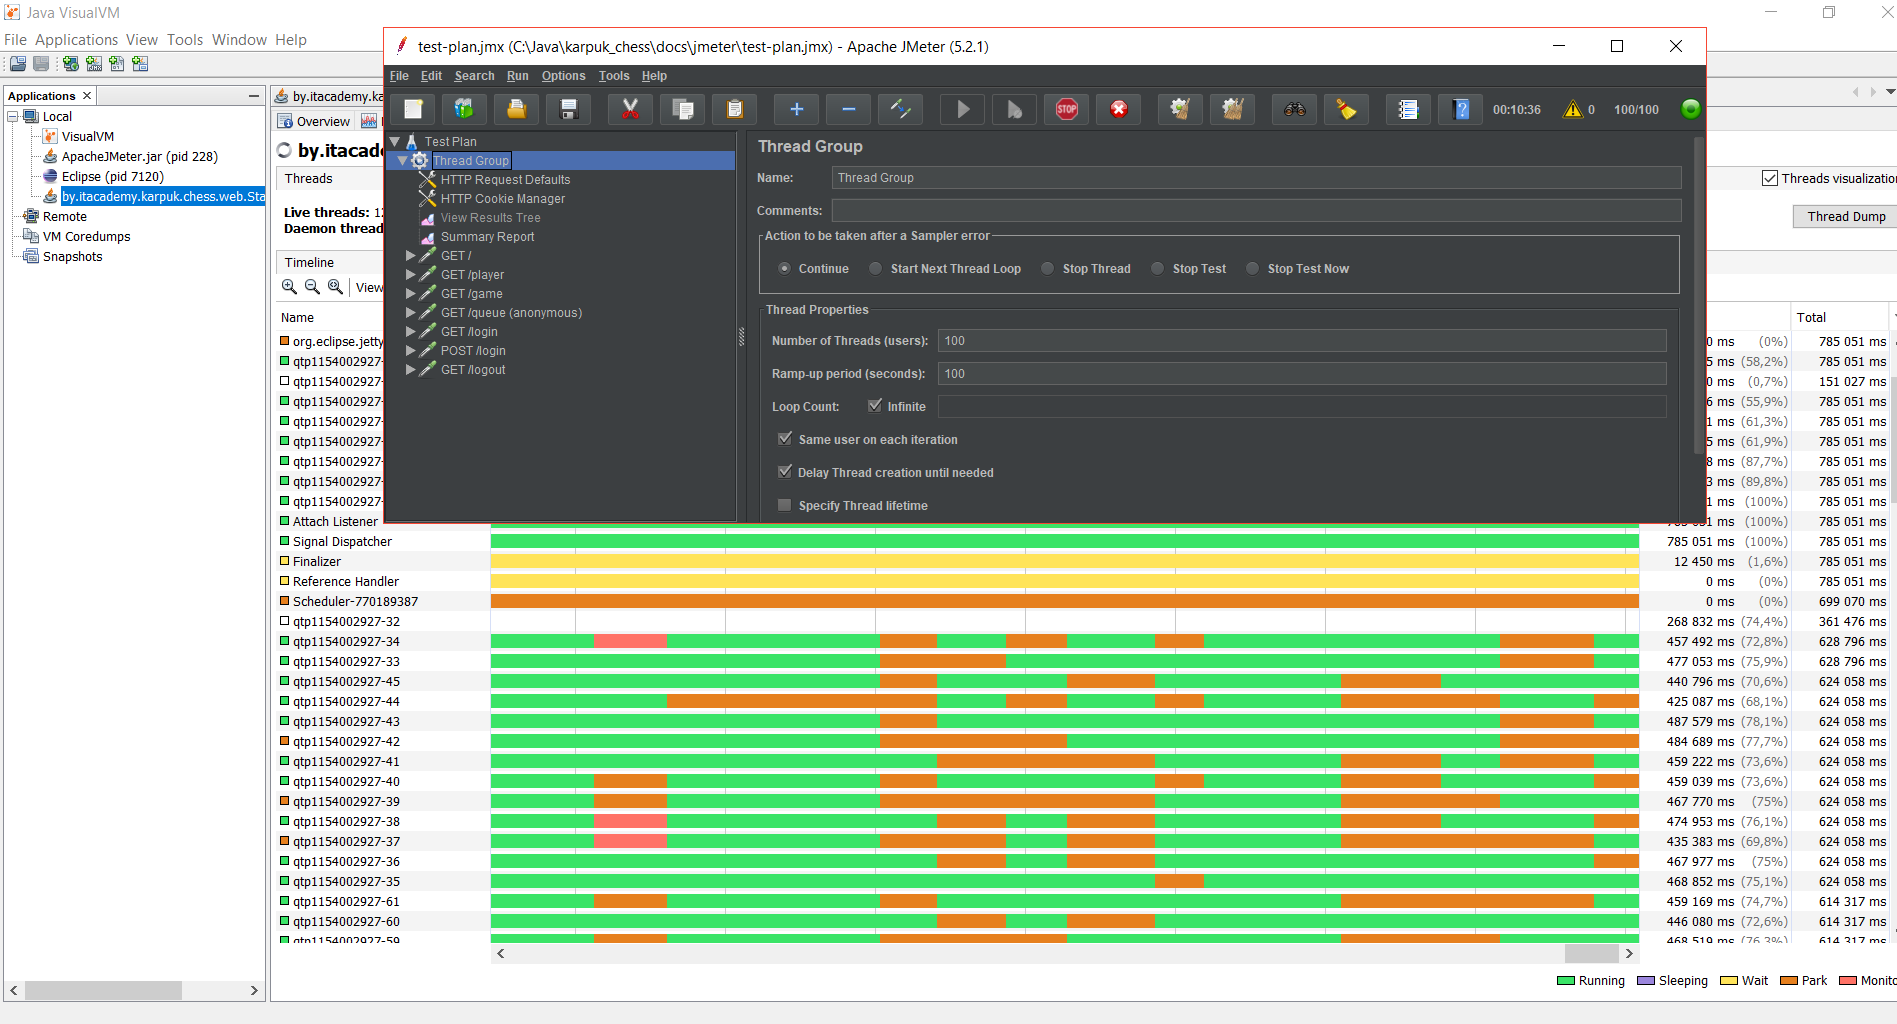 Java VisualVM
File Applications View Tools Window Help
Applications
Local
VisualVM
ApacheJMeter.jar (pid 228)
Eclipse (pid 7120)
by.itacademy.karpuk.chess.web.Sta
Remote
VM Coredumps
Snapshots
by.itacademy.ka
Overview
by.itacade
Threads
Threads visualization
Live threads: 12
Daemon thread
Thread Dump
Timeline
View
Name
Total
test-plan.jmx (C:\Java\karpuk_chess\docs\jmeter\test-plan.jmx) - Apache JMeter (5.2.1)
File Edit Search Run Options Tools Help
STOP
00:10:36 0 100/100
Test Plan
Thread Group
HTTP Request Defaults
HTTP Cookie Manager
View Results Tree
Summary Report
GET /
GET /player
GET /game
GET /queue (anonymous)
GET /login
POST /login
GET /logout
Thread Group
Name: Thread Group
Comments:
Action to be taken after a Sampler error
Continue Start Next Thread Loop Stop Thread Stop Test Stop Test Now
Thread Properties
Number of Threads (users): 100
Ramp-up period (seconds): 100
Loop Count: Infinite
Same user on each iteration
Delay Thread creation until needed
Specify Thread lifetime
org.eclipse.jetty 0 ms (0%) 785 051 ms
qtp1154002927- 5 ms (58,2%) 785 051 ms
qtp1154002927- 0 ms (0,7%) 151 027 ms
qtp1154002927- 6 ms (55,9%) 785 051 ms
qtp1154002927- 1 ms (61,3%) 785 051 ms
qtp1154002927- 5 ms (61,9%) 785 051 ms
qtp1154002927- 8 ms (87,7%) 785 051 ms
qtp1154002927- 3 ms (89,8%) 785 051 ms
qtp1154002927- 1 ms (100%) 785 051 ms
Attach Listener 785 051 ms (100%) 785 051 ms
Signal Dispatcher 785 051 ms (100%) 785 051 ms
Finalizer 12 450 ms (1,6%) 785 051 ms
Reference Handler 0 ms (0%) 785 051 ms
Scheduler-770189387 0 ms (0%) 699 070 ms
qtp1154002927-32 268 832 ms (74,4%) 361 476 ms
qtp1154002927-34 457 492 ms (72,8%) 628 796 ms
qtp1154002927-33 477 053 ms (75,9%) 628 796 ms
qtp1154002927-45 440 796 ms (70,6%) 624 058 ms
qtp1154002927-44 425 087 ms (68,1%) 624 058 ms
qtp1154002927-43 487 579 ms (78,1%) 624 058 ms
qtp1154002927-42 484 689 ms (77,7%) 624 058 ms
qtp1154002927-41 459 222 ms (73,6%) 624 058 ms
qtp1154002927-40 459 039 ms (73,6%) 624 058 ms
qtp1154002927-39 467 770 ms (75%) 624 058 ms
qtp1154002927-38 474 953 ms (76,1%) 624 058 ms
qtp1154002927-37 435 383 ms (69,8%) 624 058 ms
qtp1154002927-36 467 977 ms (75%) 624 058 ms
qtp1154002927-35 468 852 ms (75,1%) 624 058 ms
qtp1154002927-61 459 169 ms (74,7%) 614 317 ms
qtp1154002927-60 446 080 ms (72,6%) 614 317 ms
qtp1154002927-59 468 519 ms (76,3%) 614 317 ms
Running Sleeping Wait Park Monito